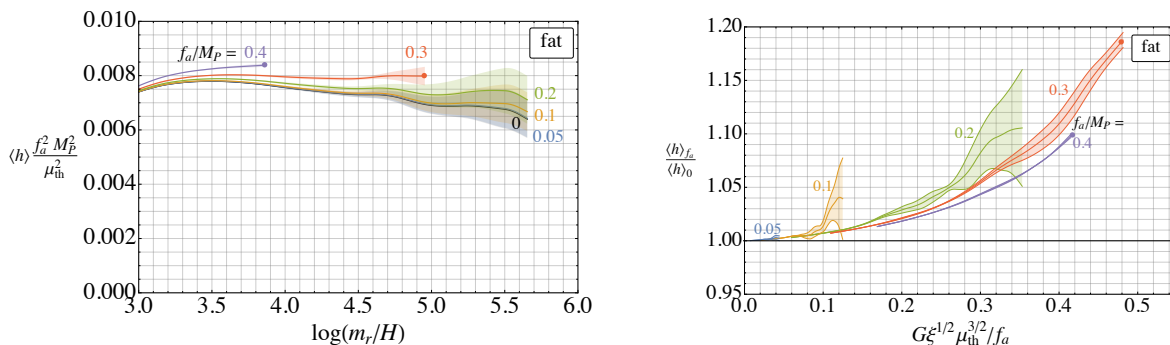 0.010
0.008
0.006
0.004
0.002
0.000
⟨h⟩ f_a^2 M_P^2 / μ_th^2
f_a/M_P = 0.4
0.3
0.2
0.1
0
0.05
fat
3.0 3.5 4.0 4.5 5.0 5.5 6.0
log(m_r/H)
1.20
1.15
1.10
1.05
1.00
0.95
⟨h⟩_{f_a} / ⟨h⟩_0
fat
0.3
f_a/M_P =
0.4
0.2
0.1
0.05
0.0 0.1 0.2 0.3 0.4 0.5
Gξ^{1/2} μ_th^{3/2}/f_a